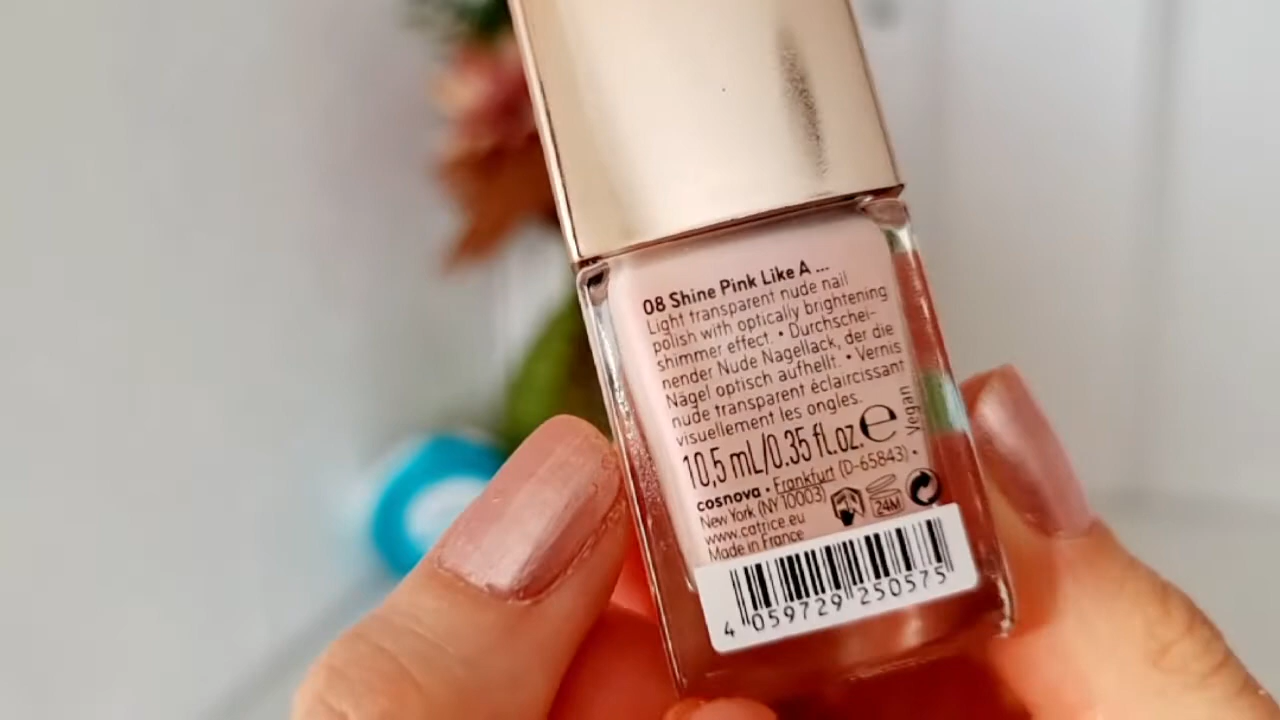 08 Shine Pink Like A ...
Light transparent nude nail
polish with optically brightening
shimmer effect. • Durchschei-
nender Nude Nagellack, der die
Nägel optisch aufhellt. • Vernis
nude transparent éclaircissant
visuellement les ongles.
10,5 mL/0.35 fl.oz. e
Vegan
cosnova • Frankfurt (D-65843) •
New York (NY 10003)
www.catrice.eu
Made in France
24M
4 059729 250575